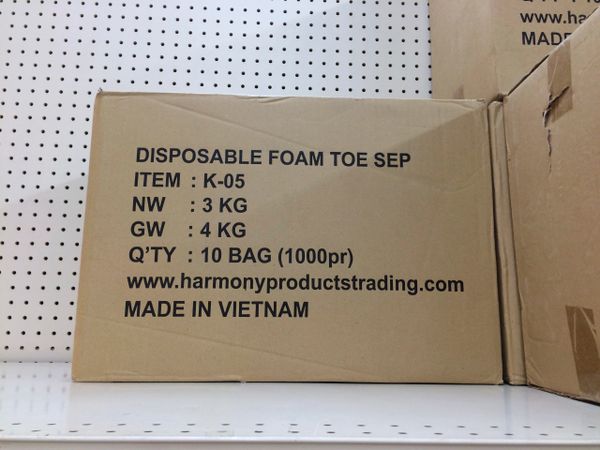 DISPOSABLE FOAM TOE SEP
ITEM : K-05
NW : 3 KG
GW : 4 KG
Q'TY : 10 BAG (1000pr)
www.harmonyproductstrading.com
MADE IN VIETNAM
www.ha
MADE